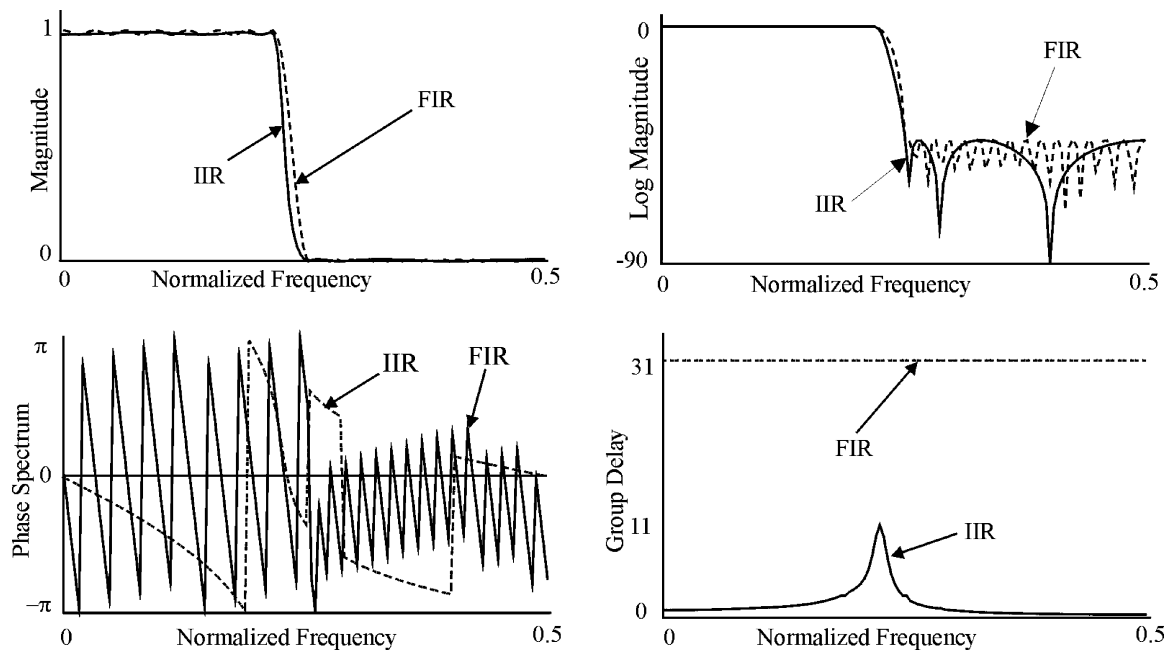 1
Magnitude
IIR
FIR
0
0
Normalized Frequency
0.5
0
Log Magnitude
FIR
IIR
-90
0
Normalized Frequency
0.5
π
Phase Spectrum
IIR
FIR
0
−π
0
Normalized Frequency
0.5
31
Group Delay
FIR
11
IIR
0
0
Normalized Frequency
0.5